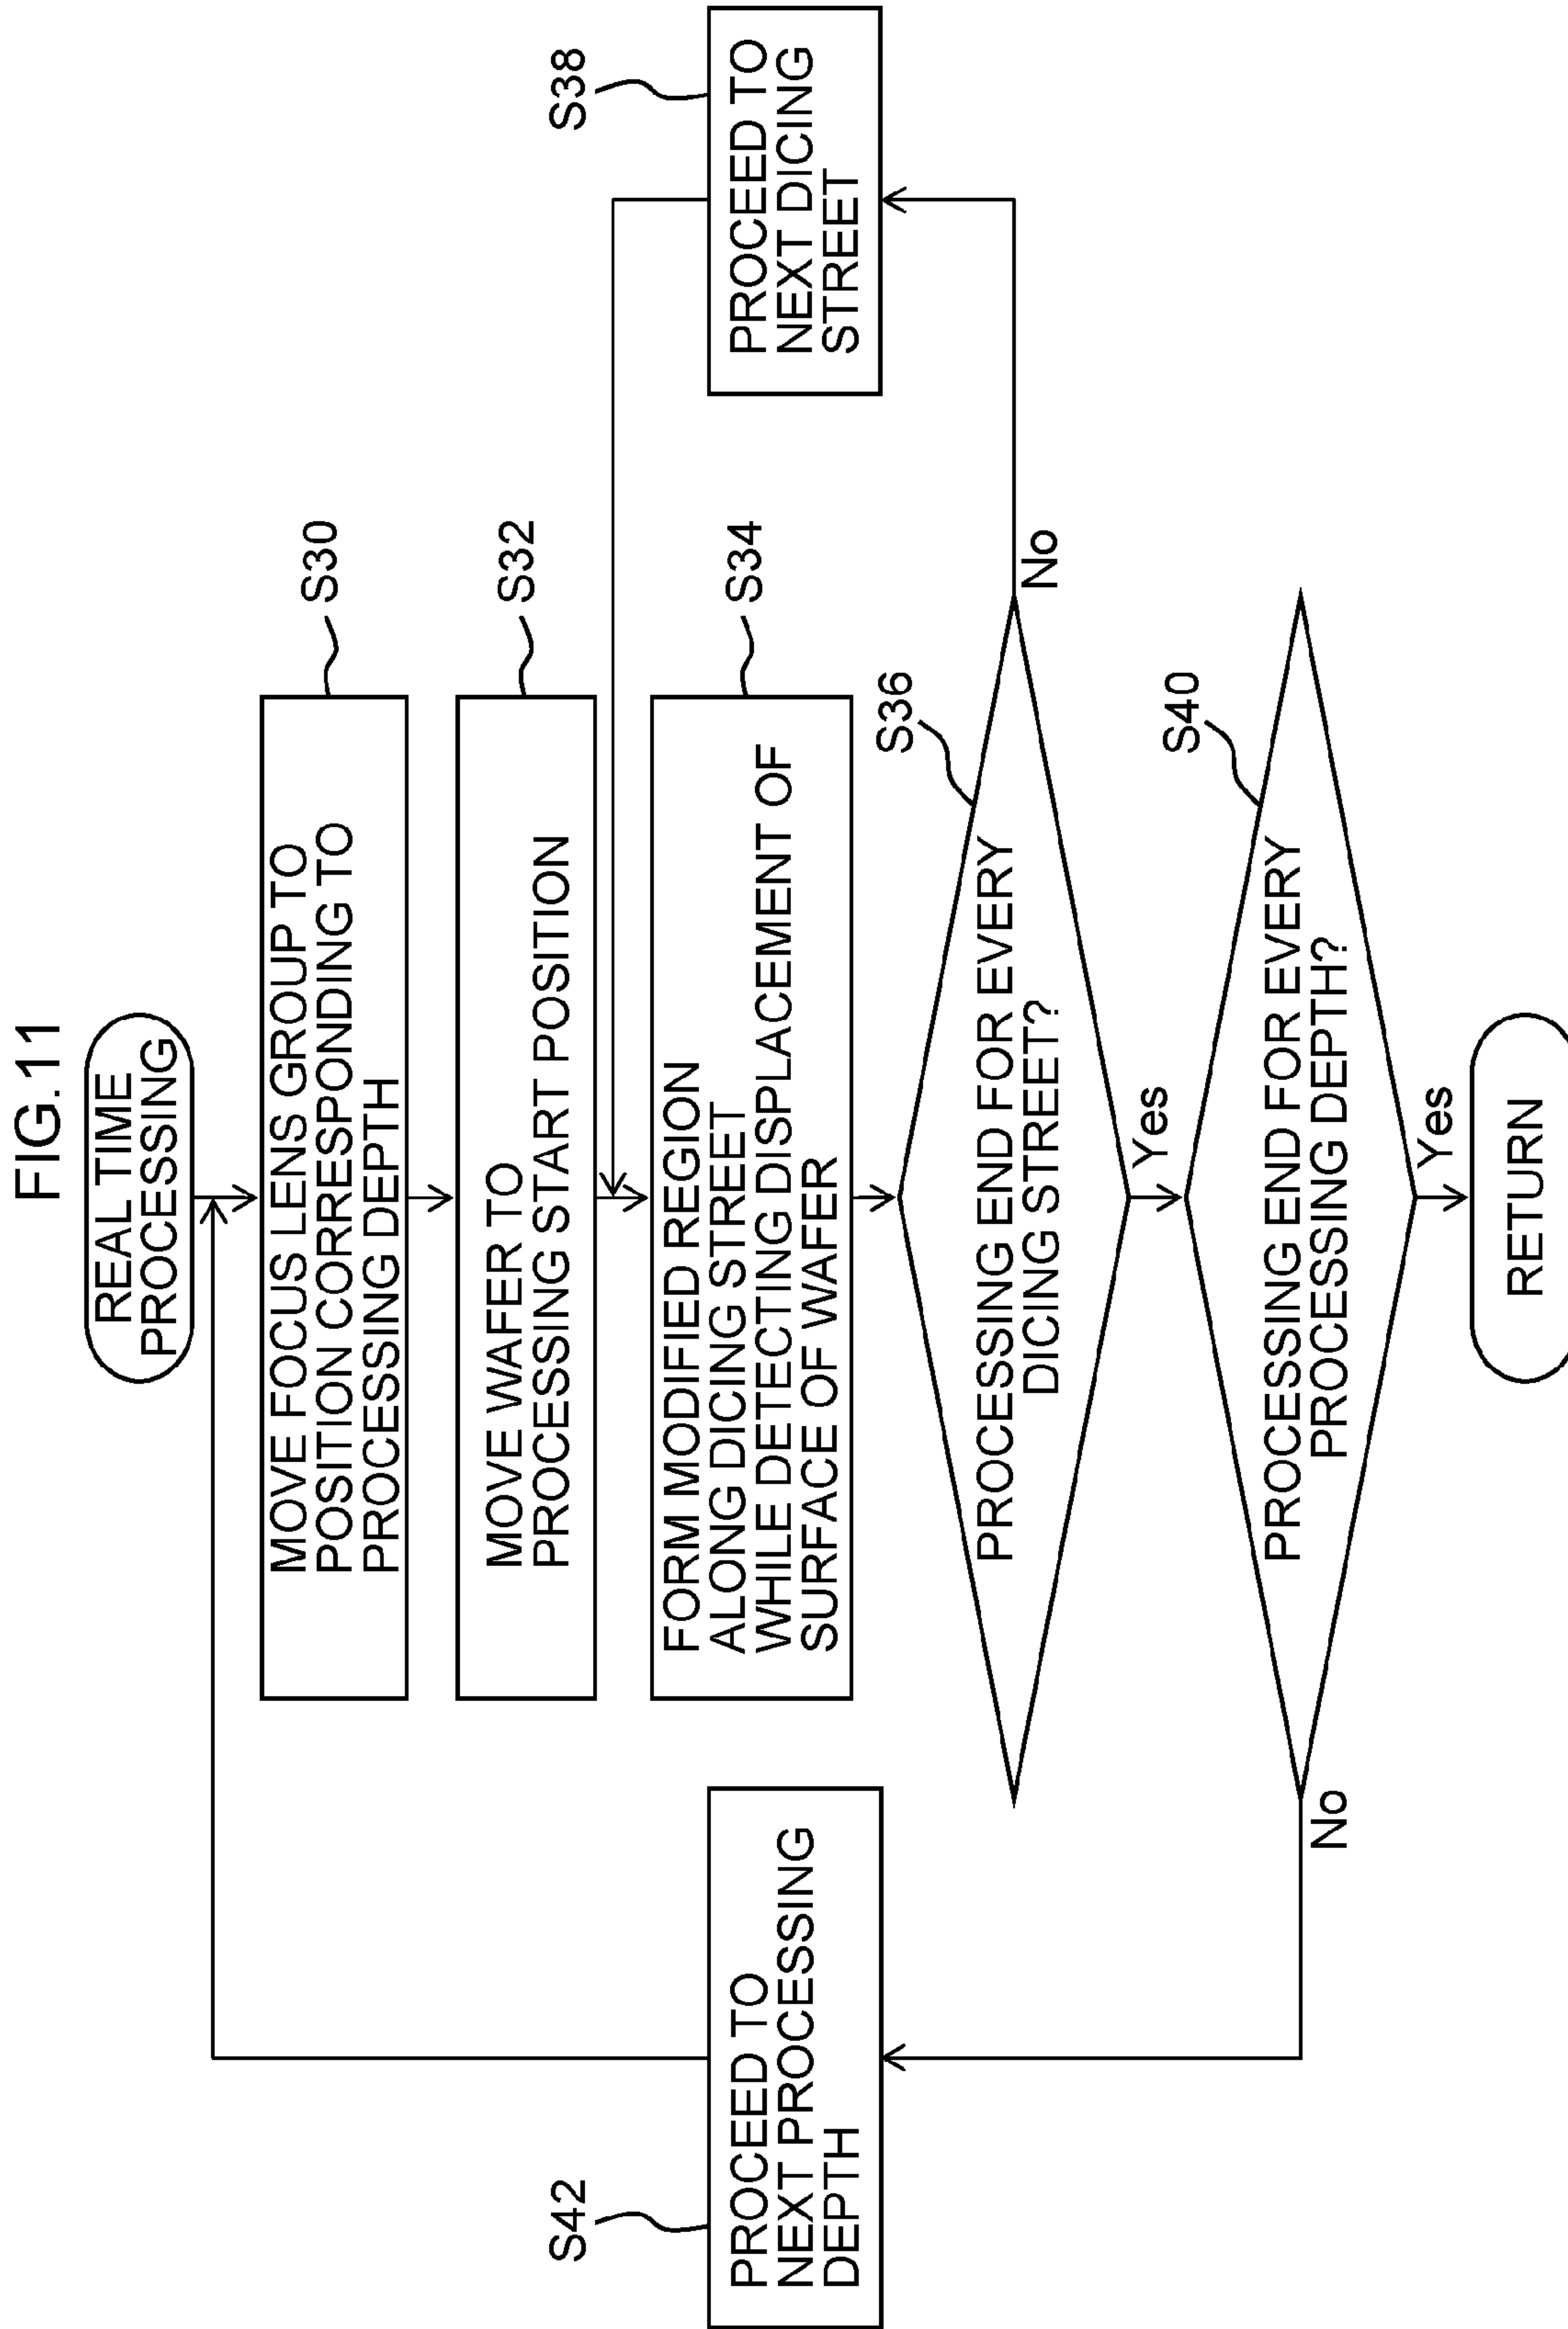 FIG.11
REAL TIME
PROCESSING
MOVE FOCUS LENS GROUP TO
POSITION CORRESPONDING TO
PROCESSING DEPTH
S30
MOVE WAFER TO
PROCESSING START POSITION
S32
FORM MODIFIED REGION
ALONG DICING STREET
WHILE DETECTING DISPLACEMENT OF
SURFACE OF WAFER
S34
PROCESSING END FOR EVERY
DICING STREET?
S36
No
Yes
PROCEED TO
NEXT DICING
STREET
S38
PROCESSING END FOR EVERY
PROCESSING DEPTH?
S40
No
Yes
PROCEED TO
NEXT PROCESSING
DEPTH
S42
RETURN